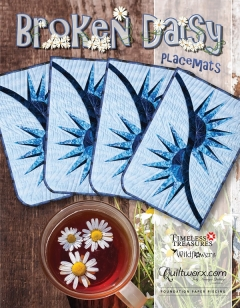 Broken Daisy
Placemats
Timeless
Treasures
Wildflowers
Quiltworx.com
Foundation Paper Piecing